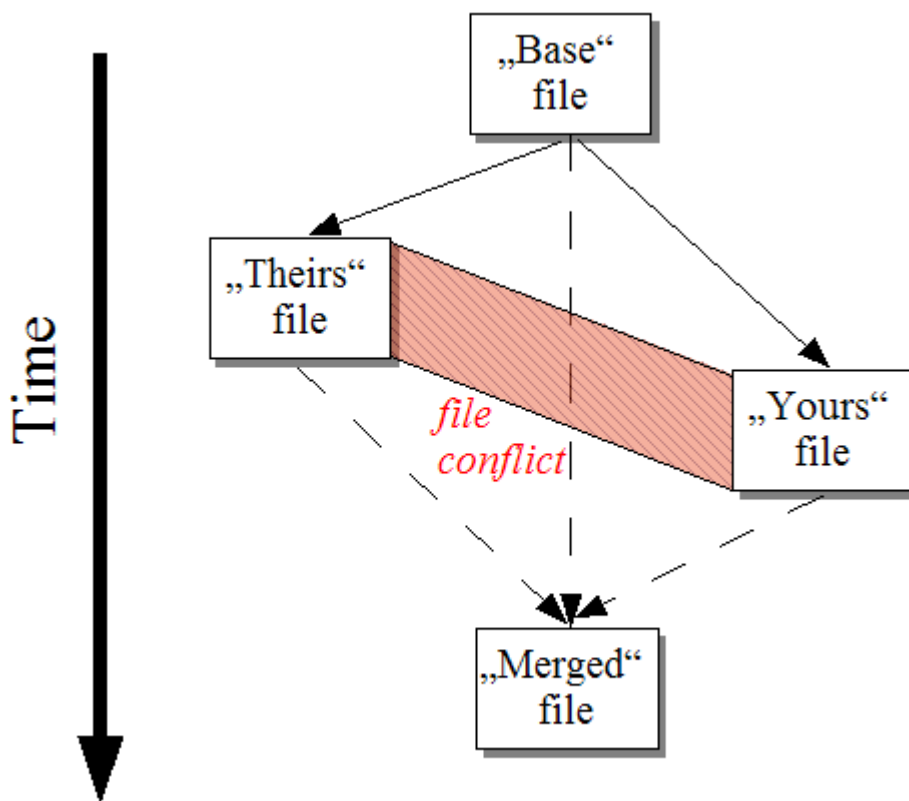 „Base“
file
„Theirs“
file
Time
„Yours“
file
file
conflict
„Merged“
file